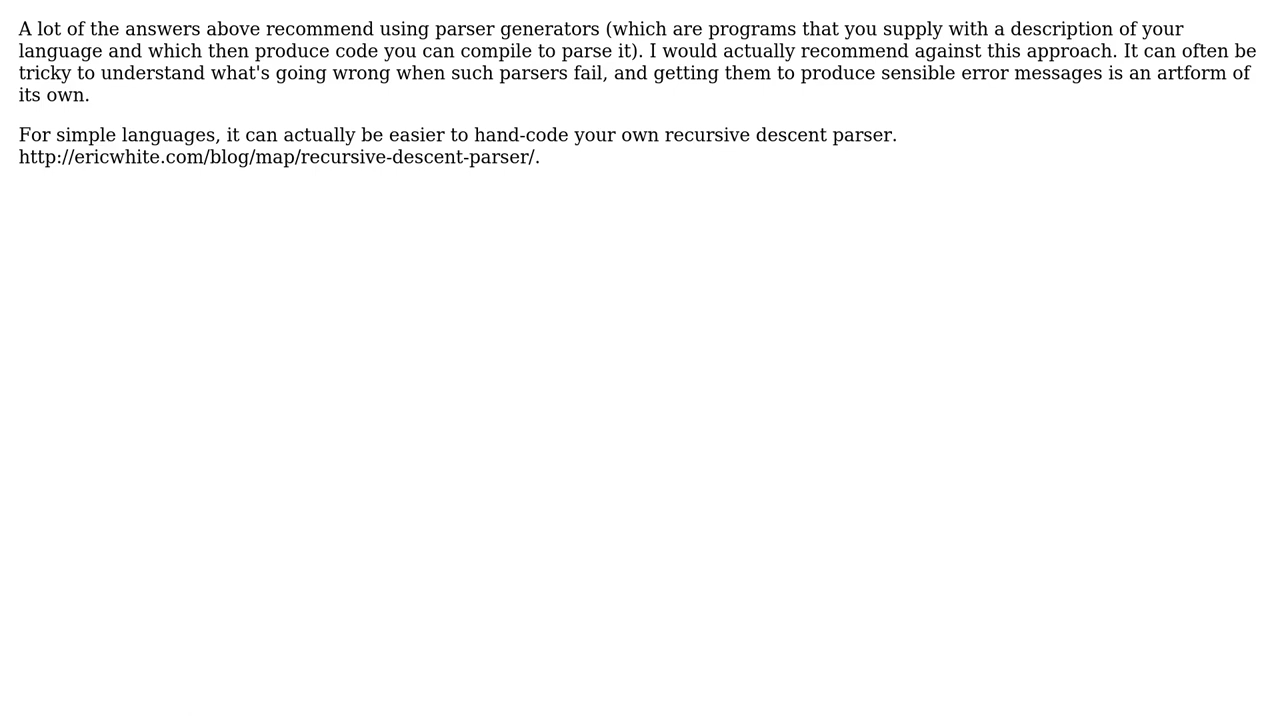 A lot of the answers above recommend using parser generators (which are programs that you supply with a description of your
language and which then produce code you can compile to parse it). I would actually recommend against this approach. It can often be
tricky to understand what's going wrong when such parsers fail, and getting them to produce sensible error messages is an artform of
its own.
For simple languages, it can actually be easier to hand-code your own recursive descent parser.
http://ericwhite.com/blog/map/recursive-descent-parser/.